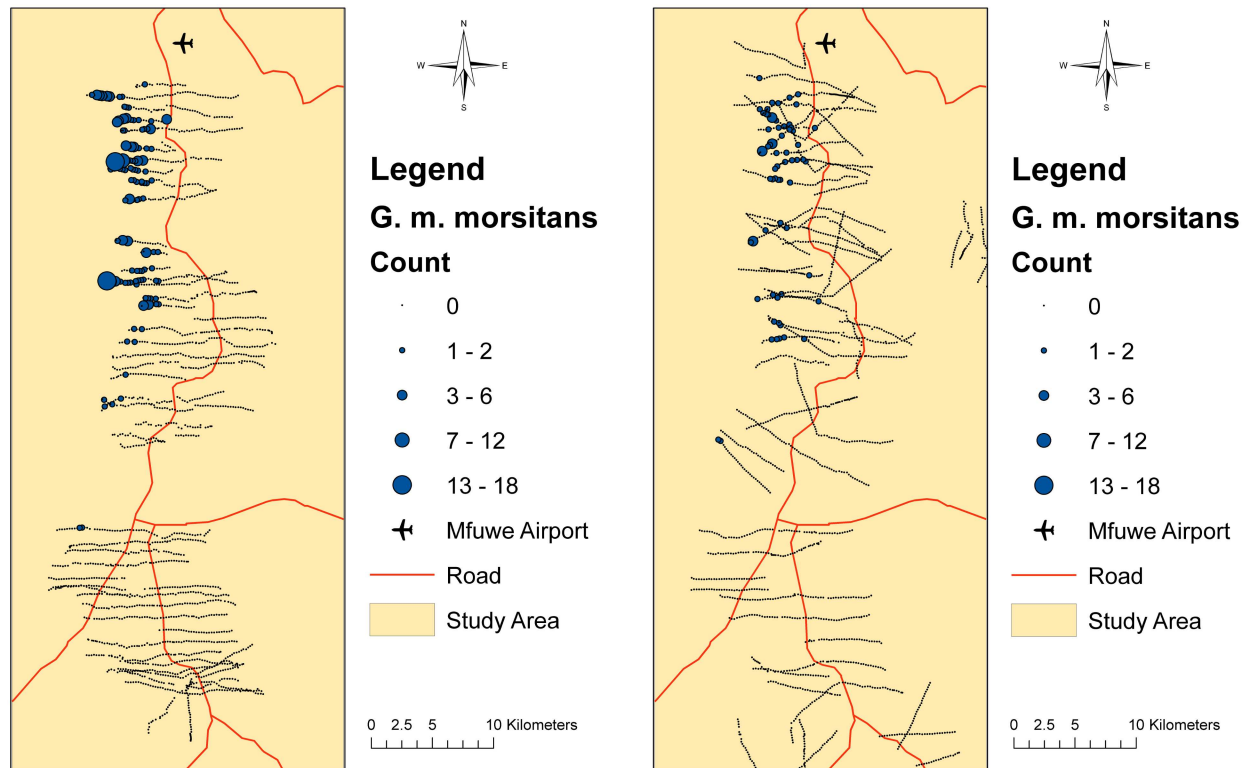 N
W E
S
Legend
G. m. morsitans
Count
0
1 - 2
3 - 6
7 - 12
13 - 18
Mfuwe Airport
Road
Study Area
0 2.5 5 10 Kilometers
N
W E
S
Legend
G. m. morsitans
Count
0
1 - 2
3 - 6
7 - 12
13 - 18
Mfuwe Airport
Road
Study Area
0 2.5 5 10 Kilometers